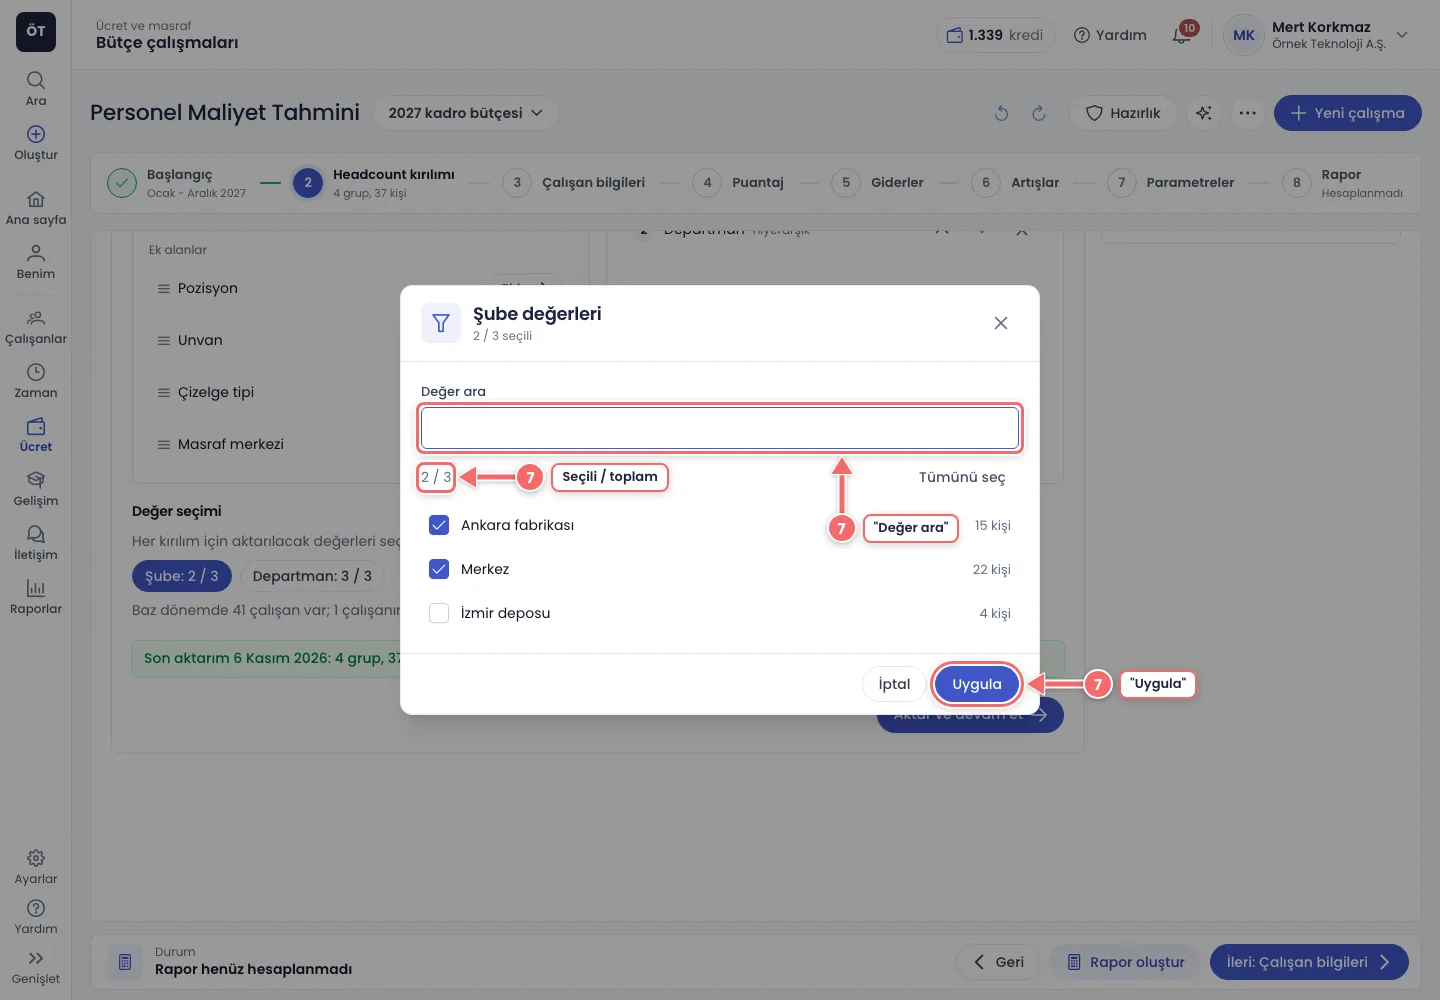 ÖT
Ücret ve masraf
Bütçe çalışmaları
1.339 kredi
Yardım
10
MK
Mert Korkmaz
Örnek Teknoloji A.Ş.
Ara
Oluştur
Ana sayfa
Benim
Çalışanlar
Zaman
Ücret
Gelişim
İletişim
Raporlar
Ayarlar
Yardım
Genişlet
Personel Maliyet Tahmini
2027 kadro bütçesi
Hazırlık
Yeni çalışma
Başlangıç
Ocak - Aralık 2027
2
Headcount kırılımı
4 grup, 37 kişi
3
Çalışan bilgileri
4
Puantaj
5
Giderler
6
Artışlar
7
Parametreler
8
Rapor
Hesaplanmadı
Ek alanlar
Pozisyon
Unvan
Çizelge tipi
Masraf merkezi
2 Departman hiyerarşik
Değer seçimi
Her kırılım için aktarılacak değerleri seç
Şube: 2 / 3
Departman: 3 / 3
Baz dönemde 41 çalışan var; 1 çalışanın
Son aktarım 6 Kasım 2026: 4 grup, 37
Aktar ve devam et
Şube değerleri
2 / 3 seçili
Değer ara
2 / 3
7
Seçili / toplam
Tümünü seç
7
"Değer ara"
Ankara fabrikası
15 kişi
Merkez
22 kişi
İzmir deposu
4 kişi
İptal
Uygula
7
"Uygula"
Durum
Rapor henüz hesaplanmadı
Geri
Rapor oluştur
İleri: Çalışan bilgileri